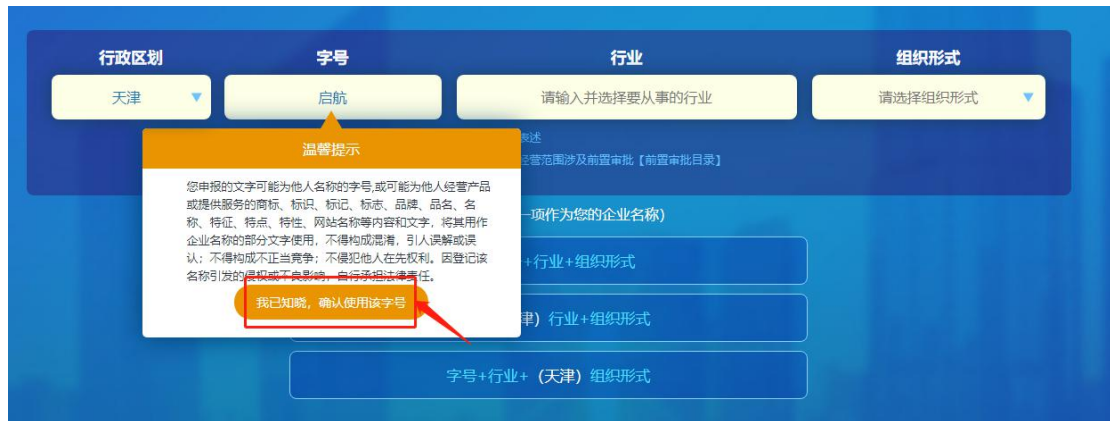 行政区划
字号
行业
组织形式
天津
启航
请输入并选择要从事的行业
请选择组织形式
温馨提示
表述
经营范围涉及前置审批【前置审批目录】
您申报的文字可能为他人名称的字号,或可能为他人经营产品
或提供服务的商标、标识、标记、标志、品牌、品名、名
称、特征、特点、特性、网站名称等内容和文字，将其用作
企业名称的部分文字使用，不得构成混淆，引人误解或误
认；不得构成不正当竞争；不侵犯他人在先权利。因登记该
名称引发的侵权或不良影响，自行承担法律责任。
我已知晓，确认使用该字号
一项作为您的企业名称)
+行业+组织形式
津) 行业+组织形式
字号+行业+ (天津) 组织形式